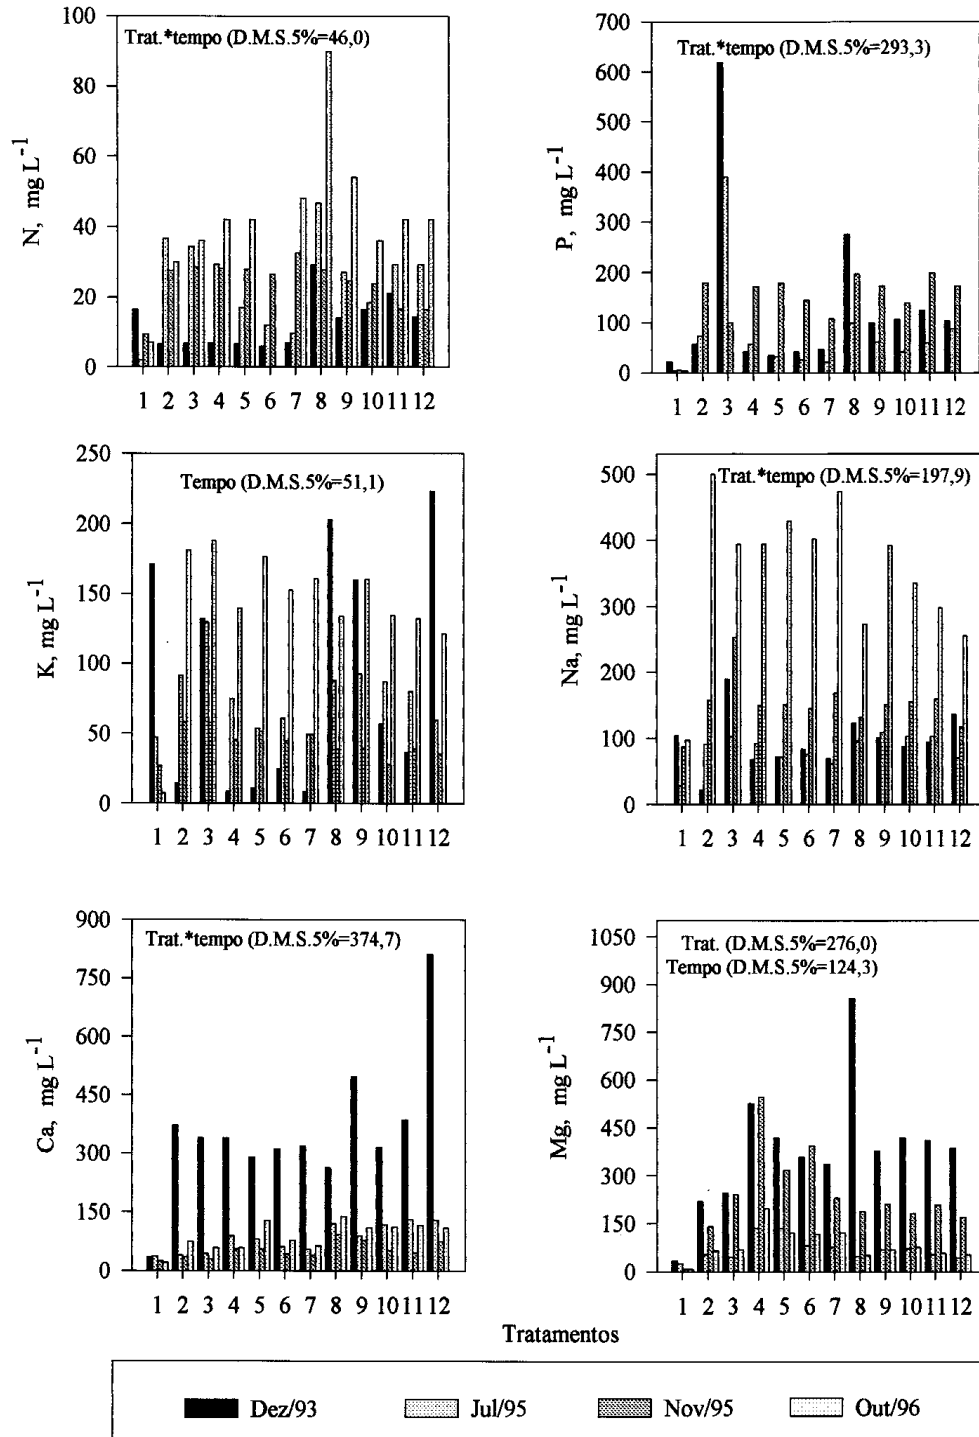 Trat.*tempo (D.M.S.5%=46,0)
N, mg L-1
100
80
60
40
20
0
1 2 3 4 5 6 7 8 9 10 11 12
Trat.*tempo (D.M.S.5%=293,3)
P, mg L-1
700
600
500
400
300
200
100
0
1 2 3 4 5 6 7 8 9 10 11 12
Tempo (D.M.S.5%=51,1)
K, mg L-1
250
200
150
100
50
0
1 2 3 4 5 6 7 8 9 10 11 12
Trat.*tempo (D.M.S.5%=197,9)
Na, mg L-1
500
400
300
200
100
0
1 2 3 4 5 6 7 8 9 10 11 12
Trat.*tempo (D.M.S.5%=374,7)
Ca, mg L-1
900
750
600
450
300
150
0
1 2 3 4 5 6 7 8 9 10 11 12
Trat. (D.M.S.5%=276,0)
Tempo (D.M.S.5%=124,3)
Mg, mg L-1
1050
900
750
600
450
300
150
0
1 2 3 4 5 6 7 8 9 10 11 12
Tratamentos
Dez/93 Jul/95 Nov/95 Out/96